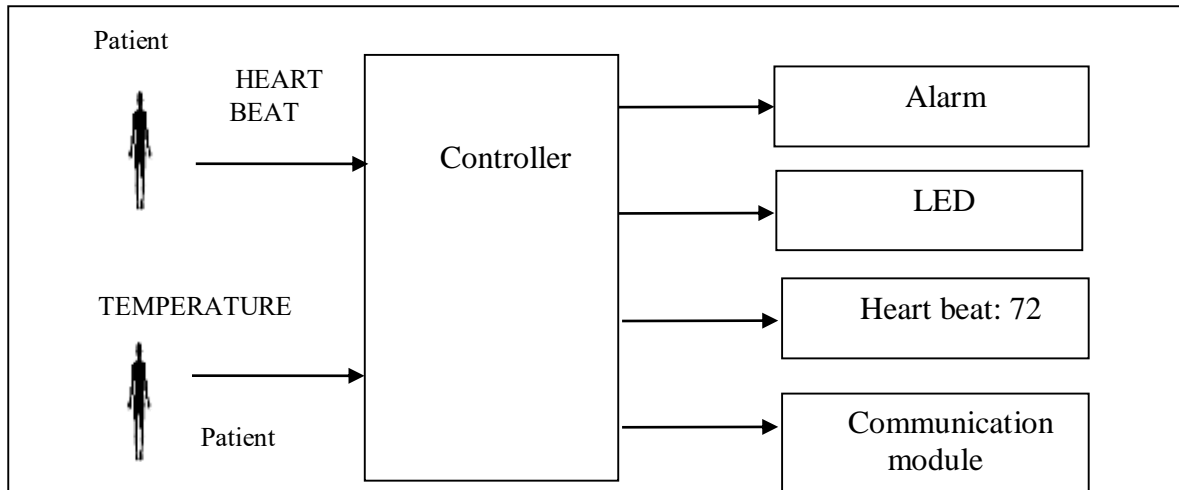 Patient
HEART
BEAT
Controller
TEMPERATURE
Patient
Alarm
LED
Heart beat: 72
Communication
module